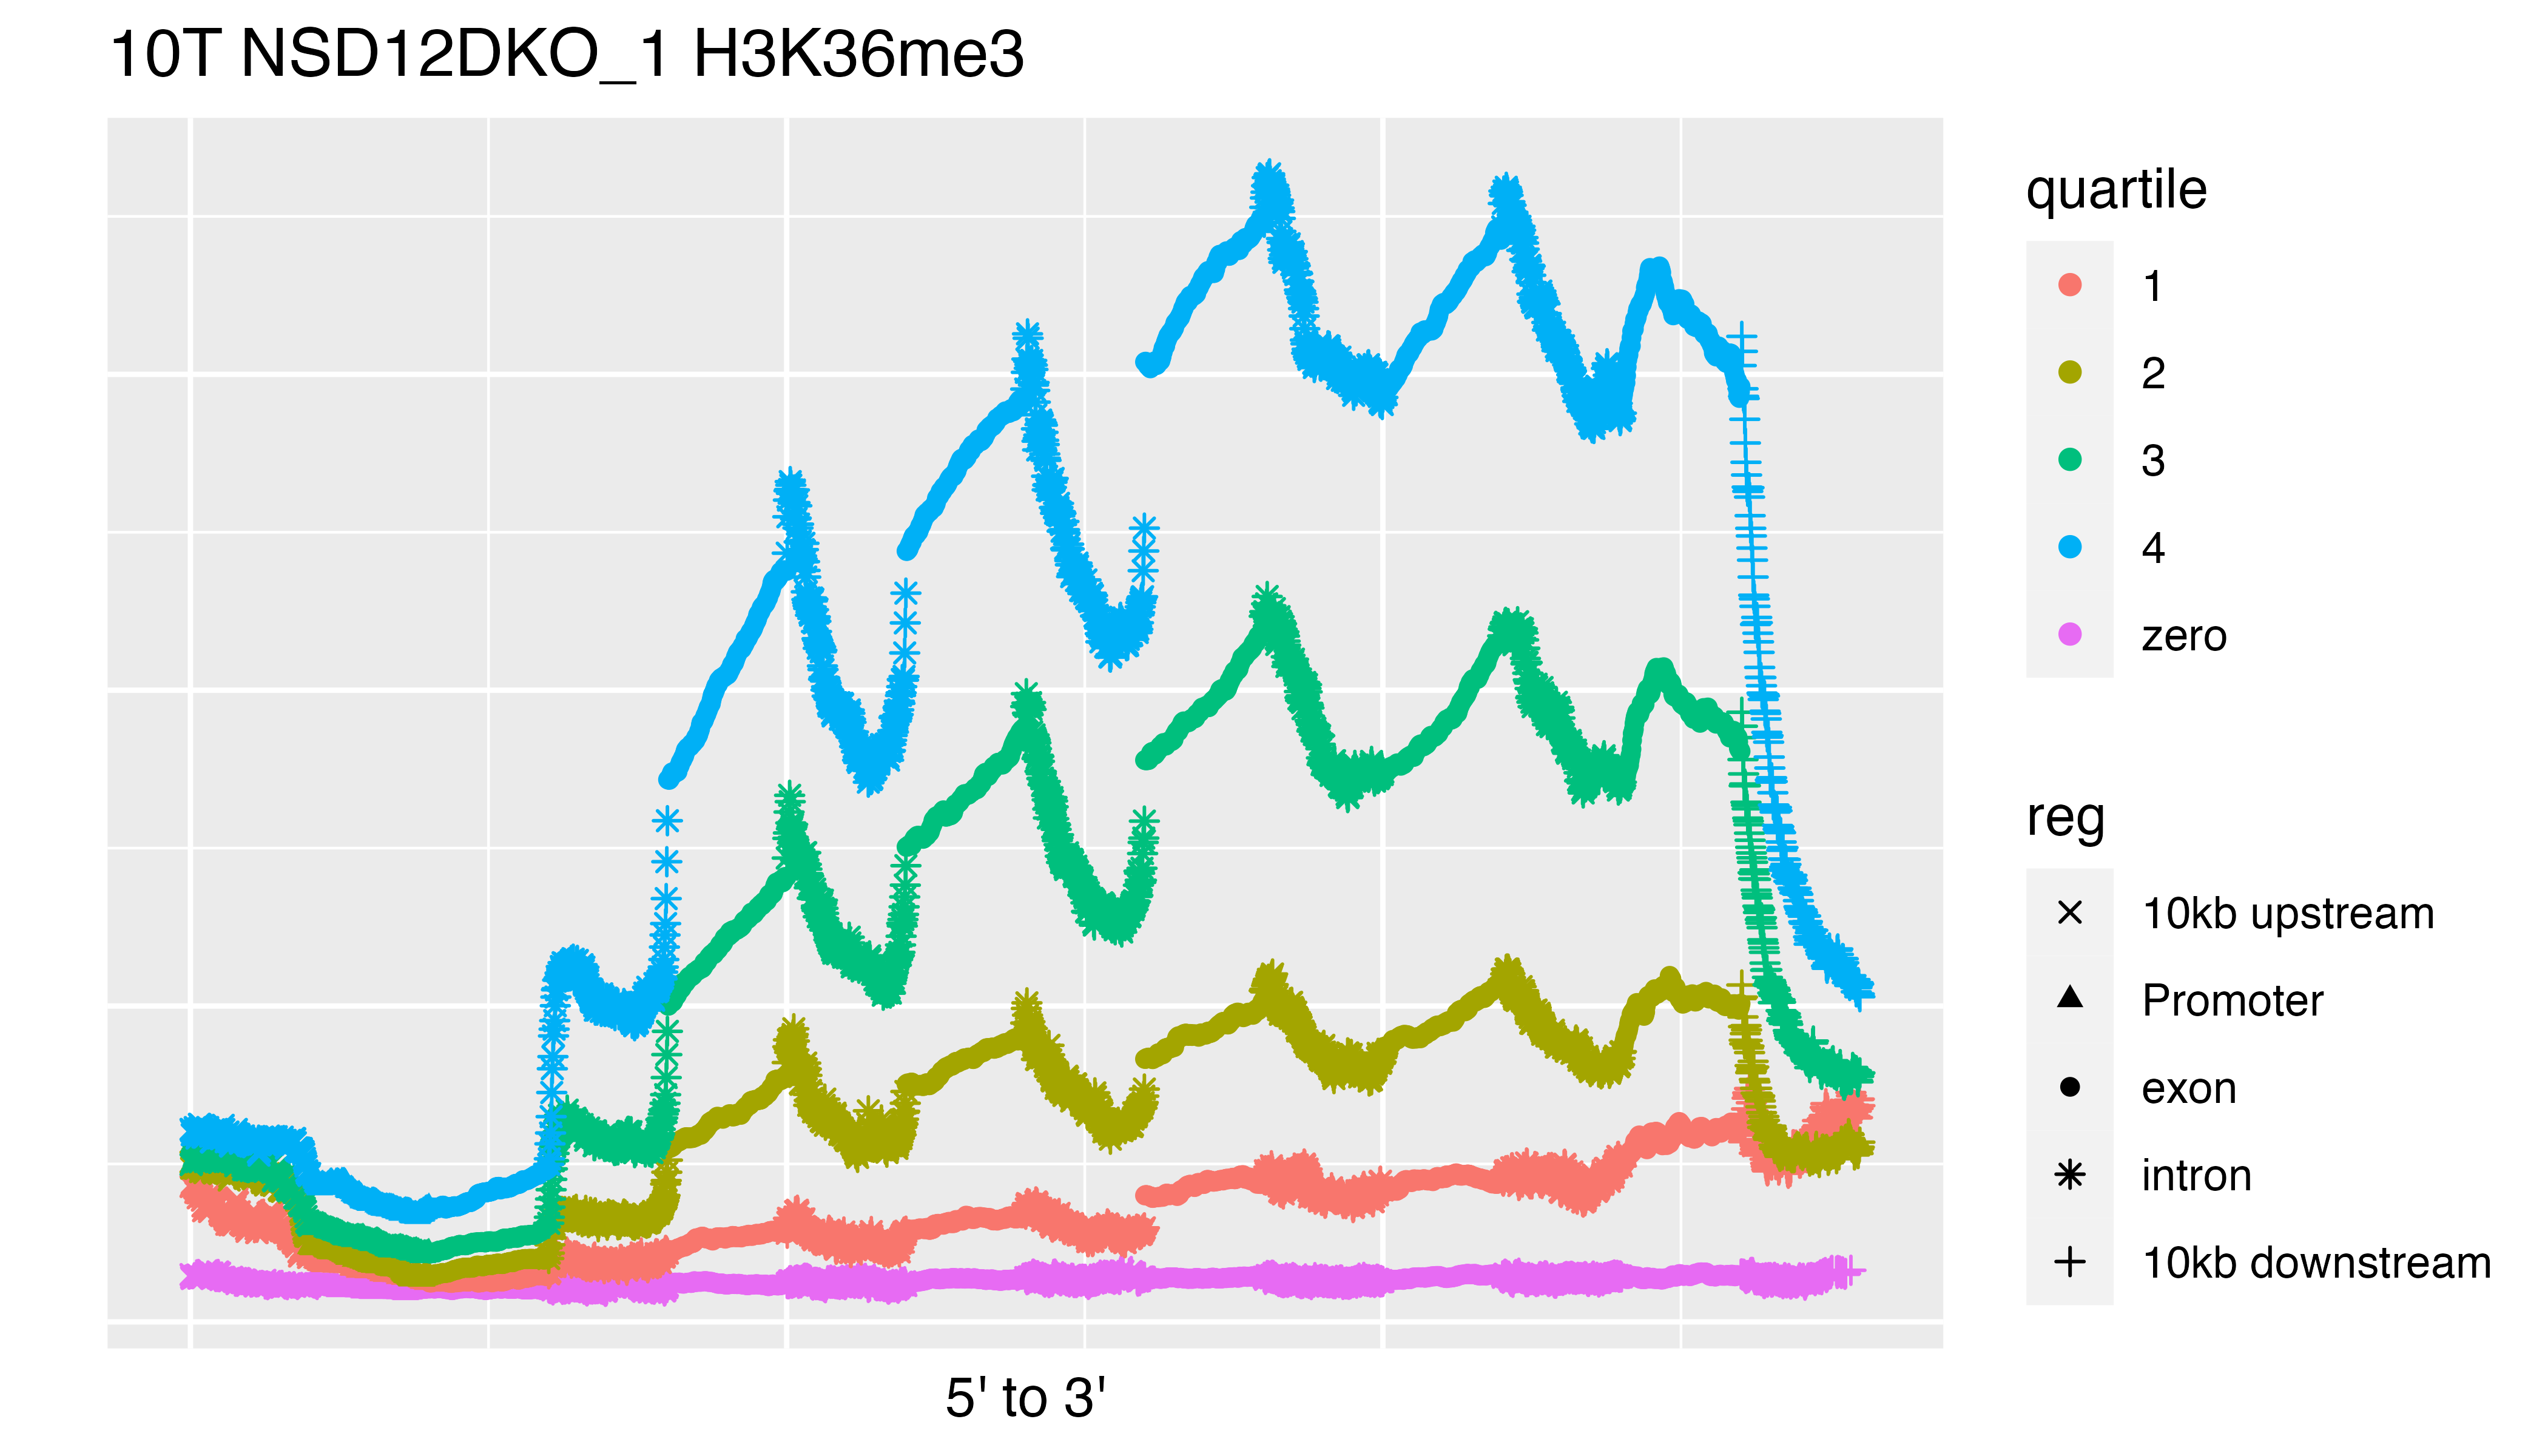 10T NSD12DKO_1 H3K36me3
quartile
1
2
3
4
zero
reg
10kb upstream
Promoter
exon
intron
10kb downstream
5' to 3'